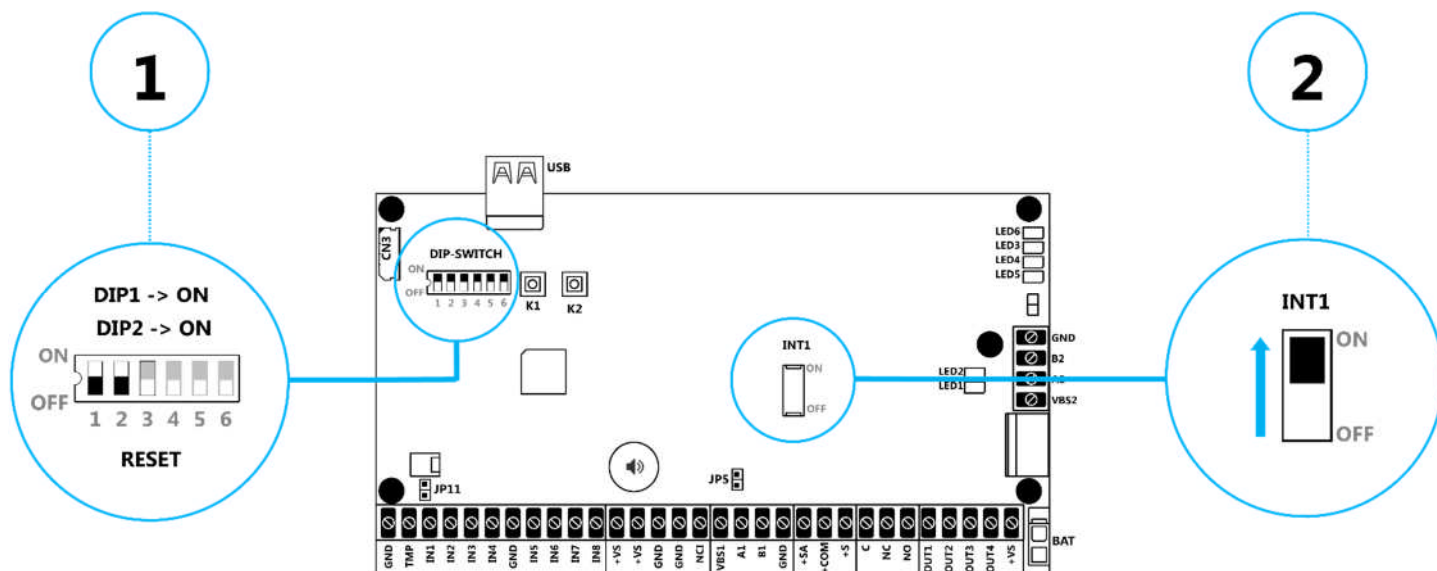 1
2
USB
LED6
LED3
LED4
LED5
CN3
DIP-SWITCH
ON
OFF
1 2 3 4 5 6
K1
K2
DIP1 -> ON
DIP2 -> ON
ON
OFF
1 2 3 4 5 6
RESET
INT1
ON
OFF
INT1
ON
OFF
LED2
LED1
GND
B2
VBS2
JP11
JP5
BAT
GND
TMP
IN1
IN2
IN3
IN4
GND
IN5
IN6
IN7
IN8
+VS
+VS
GND
GND
NCI
VBS1
A1
B1
GND
+SA
+COM
+S
C
NC
NO
OUT1
OUT2
OUT3
OUT4
+VS